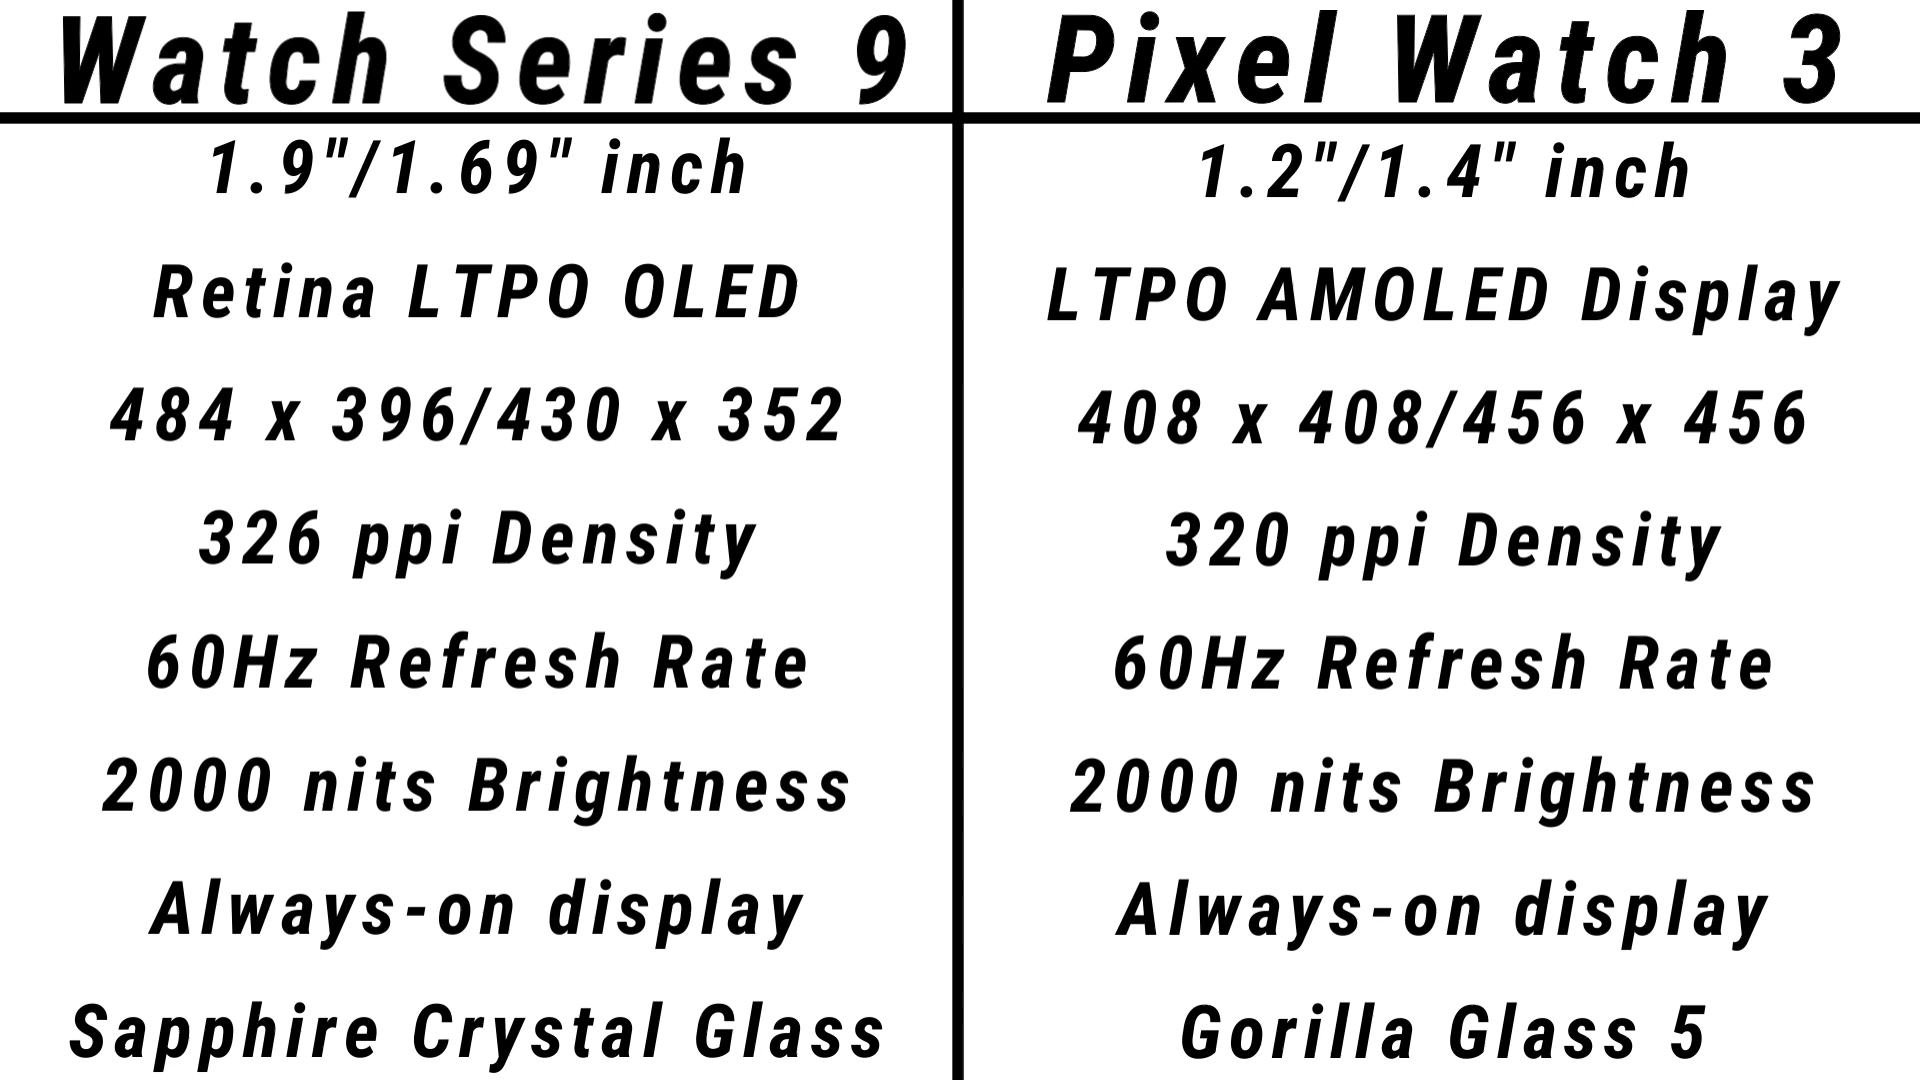 Watch Series 9
1.9"/1.69" inch
Retina LTPO OLED
484 x 396/430 x 352
326 ppi Density
60Hz Refresh Rate
2000 nits Brightness
Always-on display
Sapphire Crystal Glass
Pixel Watch 3
1.2"/1.4" inch
LTPO AMOLED Display
408 x 408/456 x 456
320 ppi Density
60Hz Refresh Rate
2000 nits Brightness
Always-on display
Gorilla Glass 5